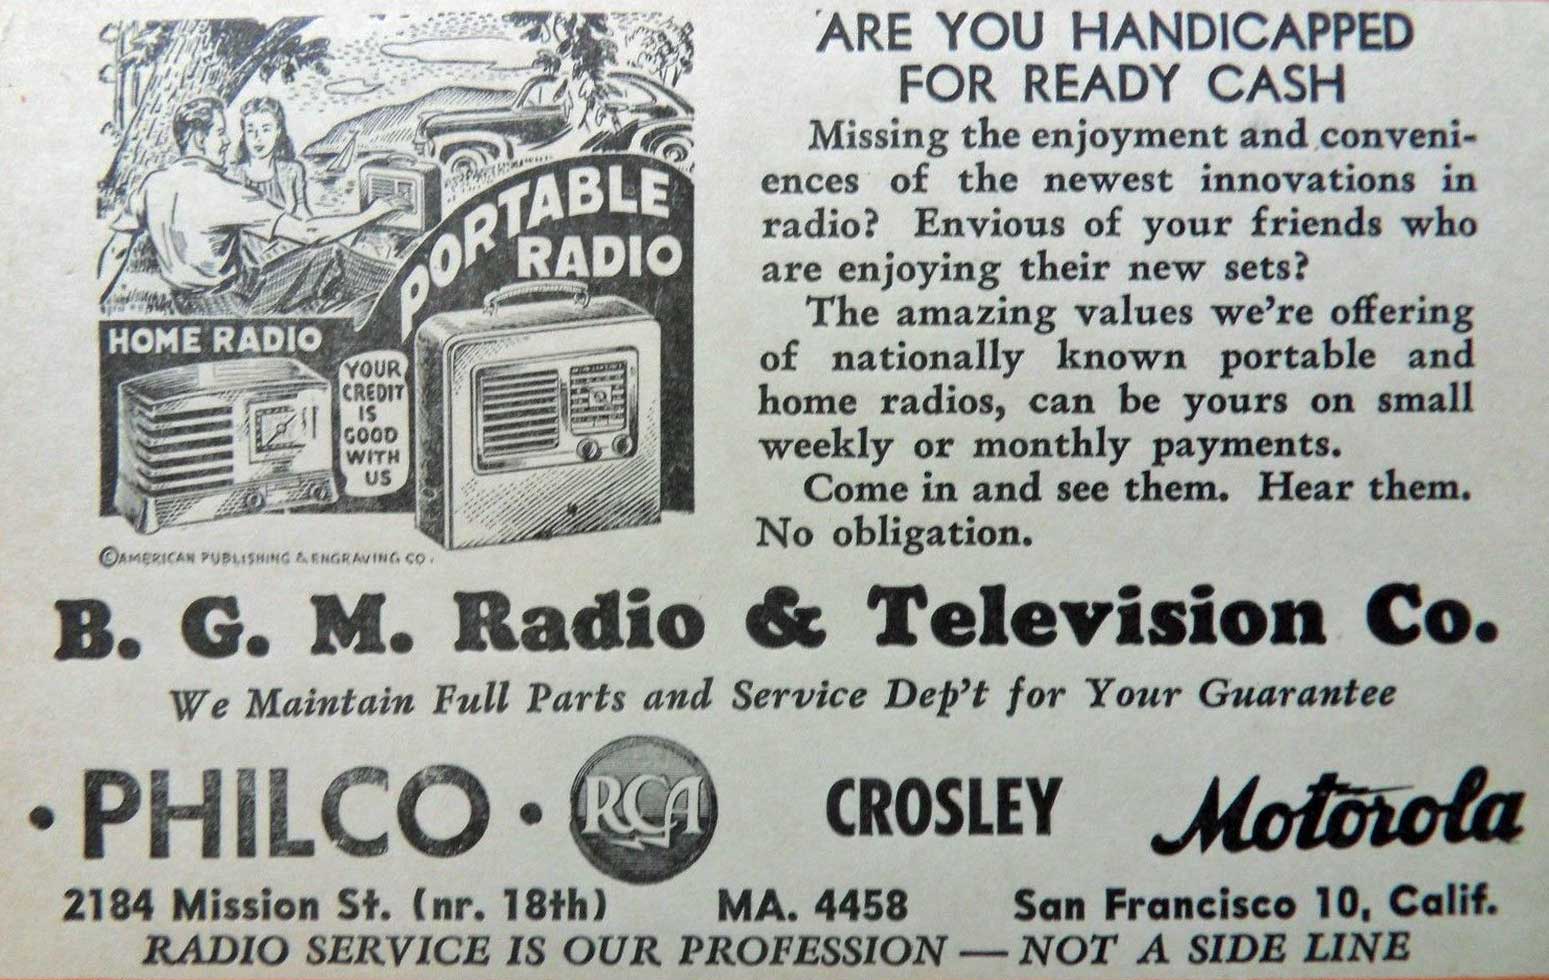 PORTABLE
RADIO
HOME RADIO
YOUR
CREDIT
IS
GOOD
WITH
US
©AMERICAN PUBLISHING & ENGRAVING CO.
ARE YOU HANDICAPPED
FOR READY CASH
Missing the enjoyment and conveni-
ences of the newest innovations in
radio? Envious of your friends who
are enjoying their new sets?
The amazing values we're offering
of nationally known portable and
home radios, can be yours on small
weekly or monthly payments.
Come in and see them. Hear them.
No obligation.
B. G. M. Radio & Television Co.
We Maintain Full Parts and Service Dep't for Your Guarantee
• PHILCO • RCA CROSLEY Motorola
2184 Mission St. (nr. 18th) MA. 4458 San Francisco 10, Calif.
RADIO SERVICE IS OUR PROFESSION — NOT A SIDE LINE